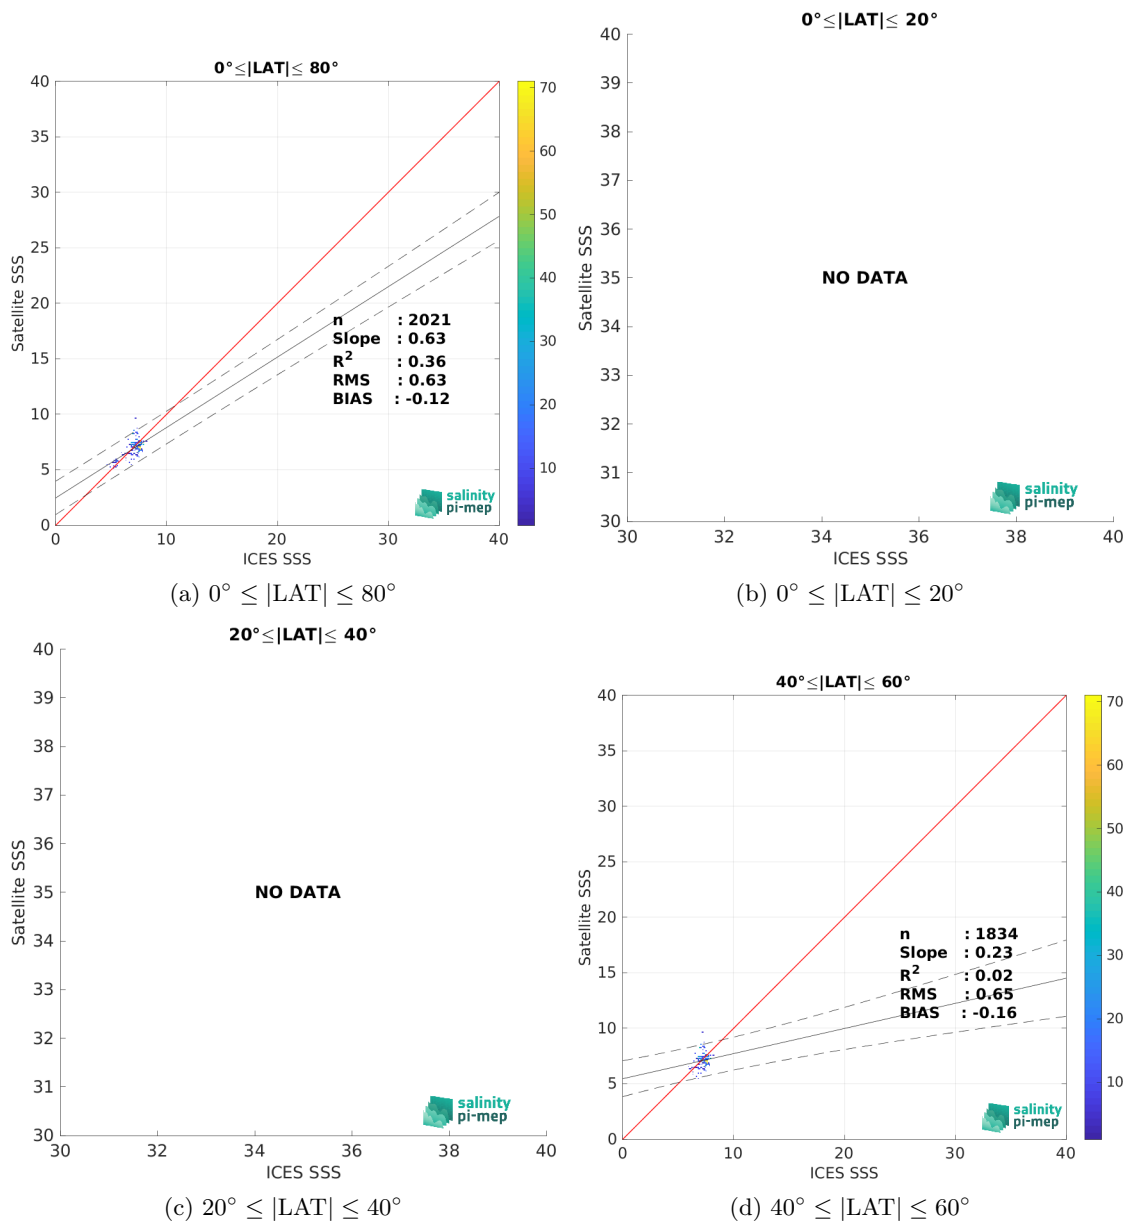 0°≤|LAT|≤ 80°
Satellite SSS
40
35
30
25
20
15
10
5
0
0
10
20
30
40
ICES SSS
n : 2021
Slope : 0.63
R² : 0.36
RMS : 0.63
BIAS : -0.12
salinity
pi-mep
70
60
50
40
30
20
10
(a) 0° ≤ |LAT| ≤ 80°
0°≤|LAT|≤ 20°
Satellite SSS
40
39
38
37
36
35
34
33
32
31
30
NO DATA
salinity
pi-mep
30
32
34
36
38
40
ICES SSS
(b) 0° ≤ |LAT| ≤ 20°
20°≤|LAT|≤ 40°
Satellite SSS
40
39
38
37
36
35
34
33
32
31
30
NO DATA
salinity
pi-mep
30
32
34
36
38
40
ICES SSS
(c) 20° ≤ |LAT| ≤ 40°
40°≤|LAT|≤ 60°
Satellite SSS
40
35
30
25
20
15
10
5
0
n : 1834
Slope : 0.23
R² : 0.02
RMS : 0.65
BIAS : -0.16
salinity
pi-mep
0
10
20
30
40
ICES SSS
70
60
50
40
30
20
10
(d) 40° ≤ |LAT| ≤ 60°